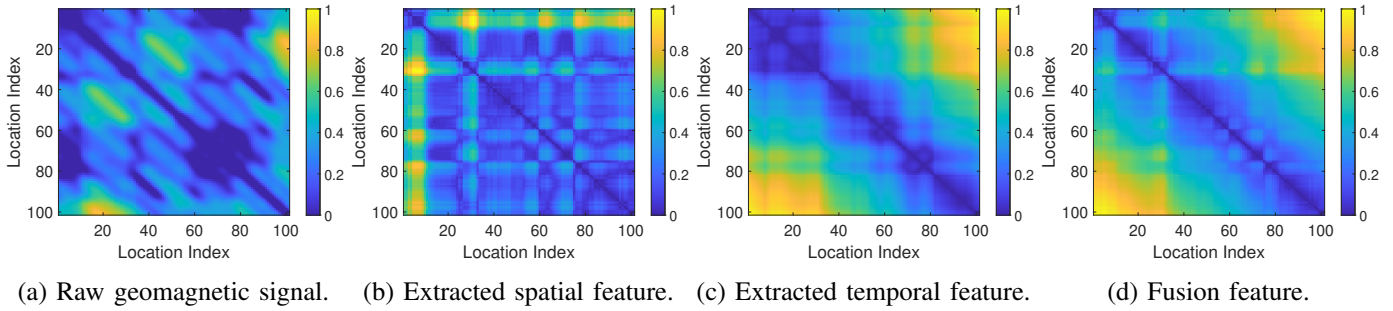 20
40
60
80
100
Location Index
20 40 60 80 100
Location Index
0
0.2
0.4
0.6
0.8
1
20
40
60
80
100
Location Index
20 40 60 80 100
Location Index
0
0.2
0.4
0.6
0.8
1
20
40
60
80
100
Location Index
20 40 60 80 100
Location Index
0
0.2
0.4
0.6
0.8
1
20
40
60
80
100
Location Index
20 40 60 80 100
Location Index
0
0.2
0.4
0.6
0.8
1
(a) Raw geomagnetic signal.
(b) Extracted spatial feature.
(c) Extracted temporal feature.
(d) Fusion feature.